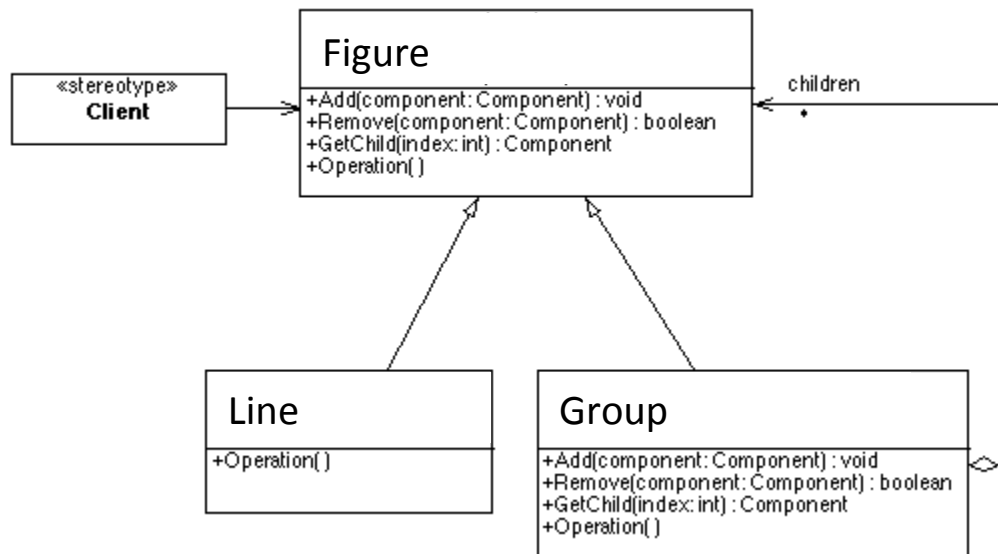 Figure
+Add(component: Component) : void
+Remove(component: Component) : boolean
+GetChild(index: int) : Component
+Operation( )
«stereotype»
Client
children
*
Line
+Operation( )
Group
+Add(component: Component) : void
+Remove(component: Component) : boolean
+GetChild(index: int) : Component
+Operation( )